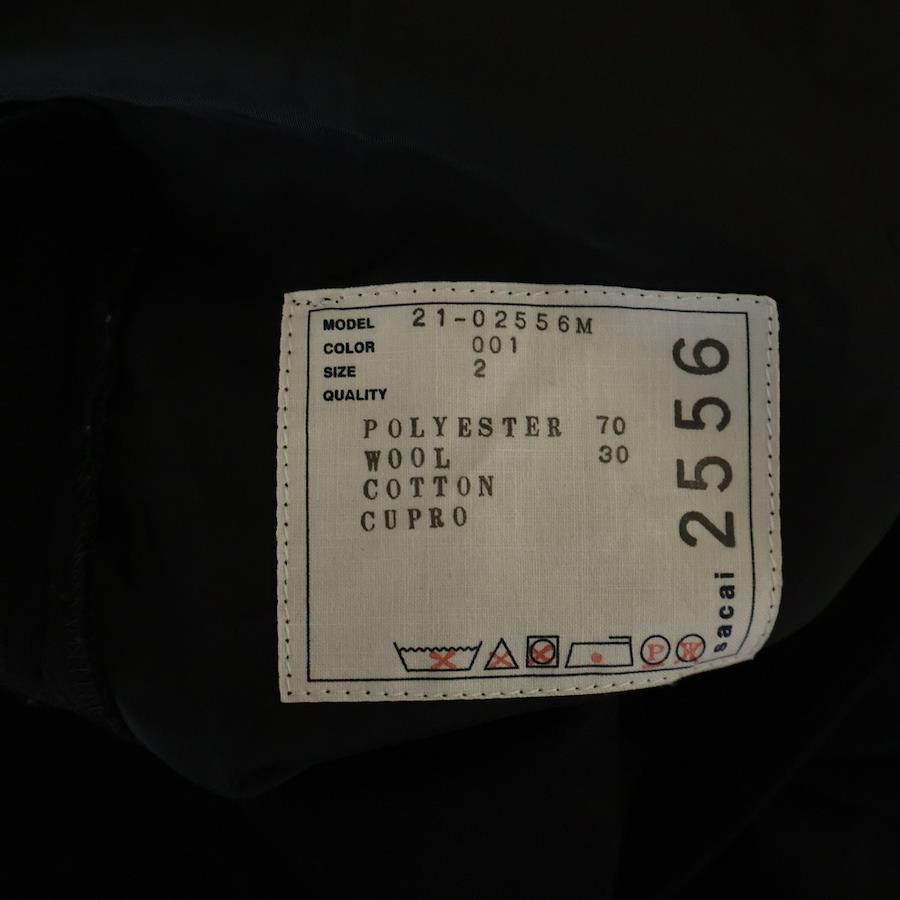 MODEL 21-02556M
COLOR 001
SIZE 2
QUALITY
POLYESTER 70
WOOL 30
COTTON
CUPRO
P W
sacai 2556